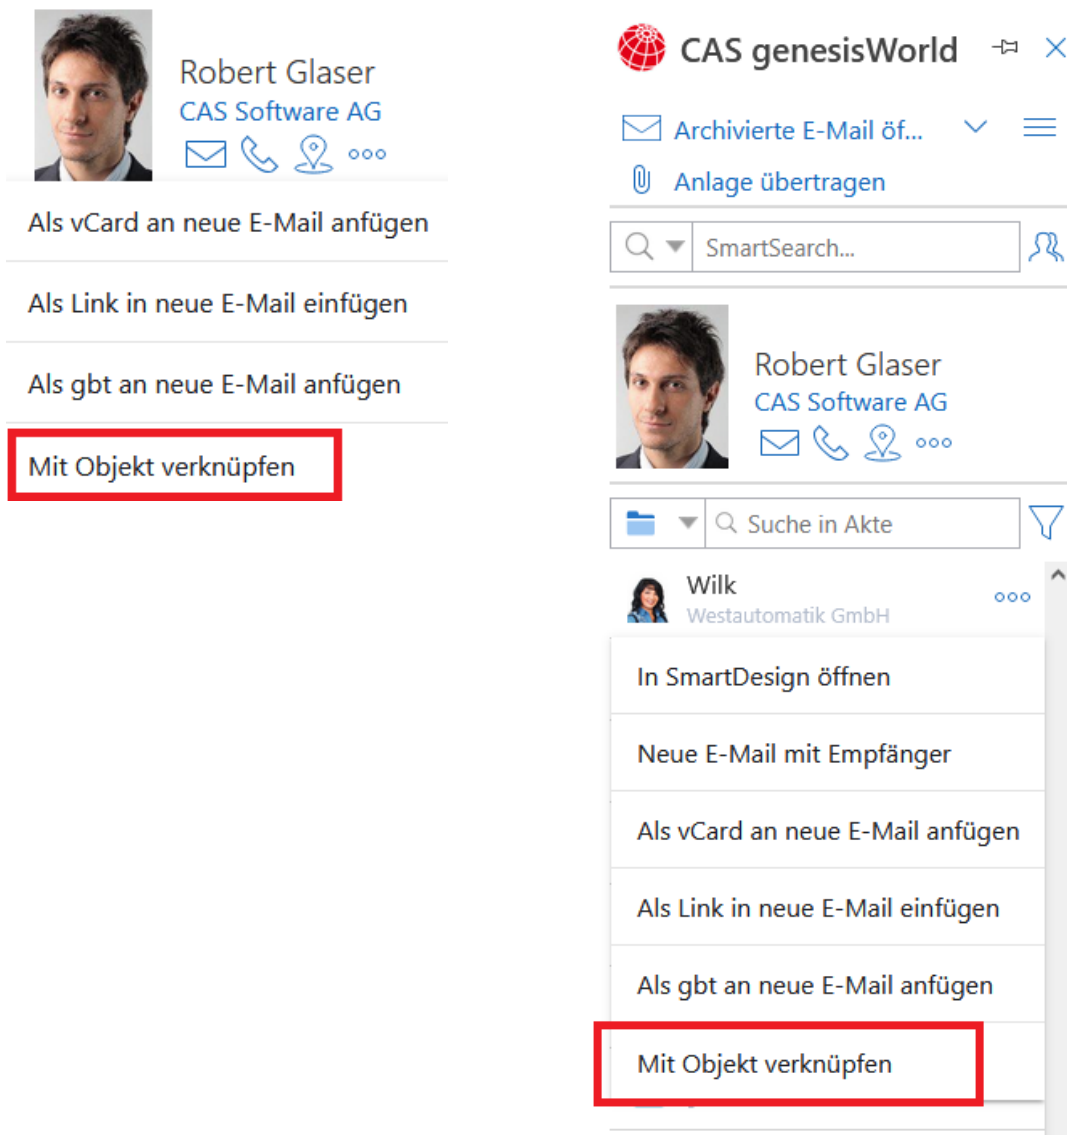 Robert Glaser
CAS Software AG
Als vCard an neue E-Mail anfügen
Als Link in neue E-Mail einfügen
Als gbt an neue E-Mail anfügen
Mit Objekt verknüpfen
CAS genesisWorld
Archivierte E-Mail öf...
Anlage übertragen
SmartSearch...
Robert Glaser
CAS Software AG
Suche in Akte
Wilk
Westautomatik GmbH
In SmartDesign öffnen
Neue E-Mail mit Empfänger
Als vCard an neue E-Mail anfügen
Als Link in neue E-Mail einfügen
Als gbt an neue E-Mail anfügen
Mit Objekt verknüpfen